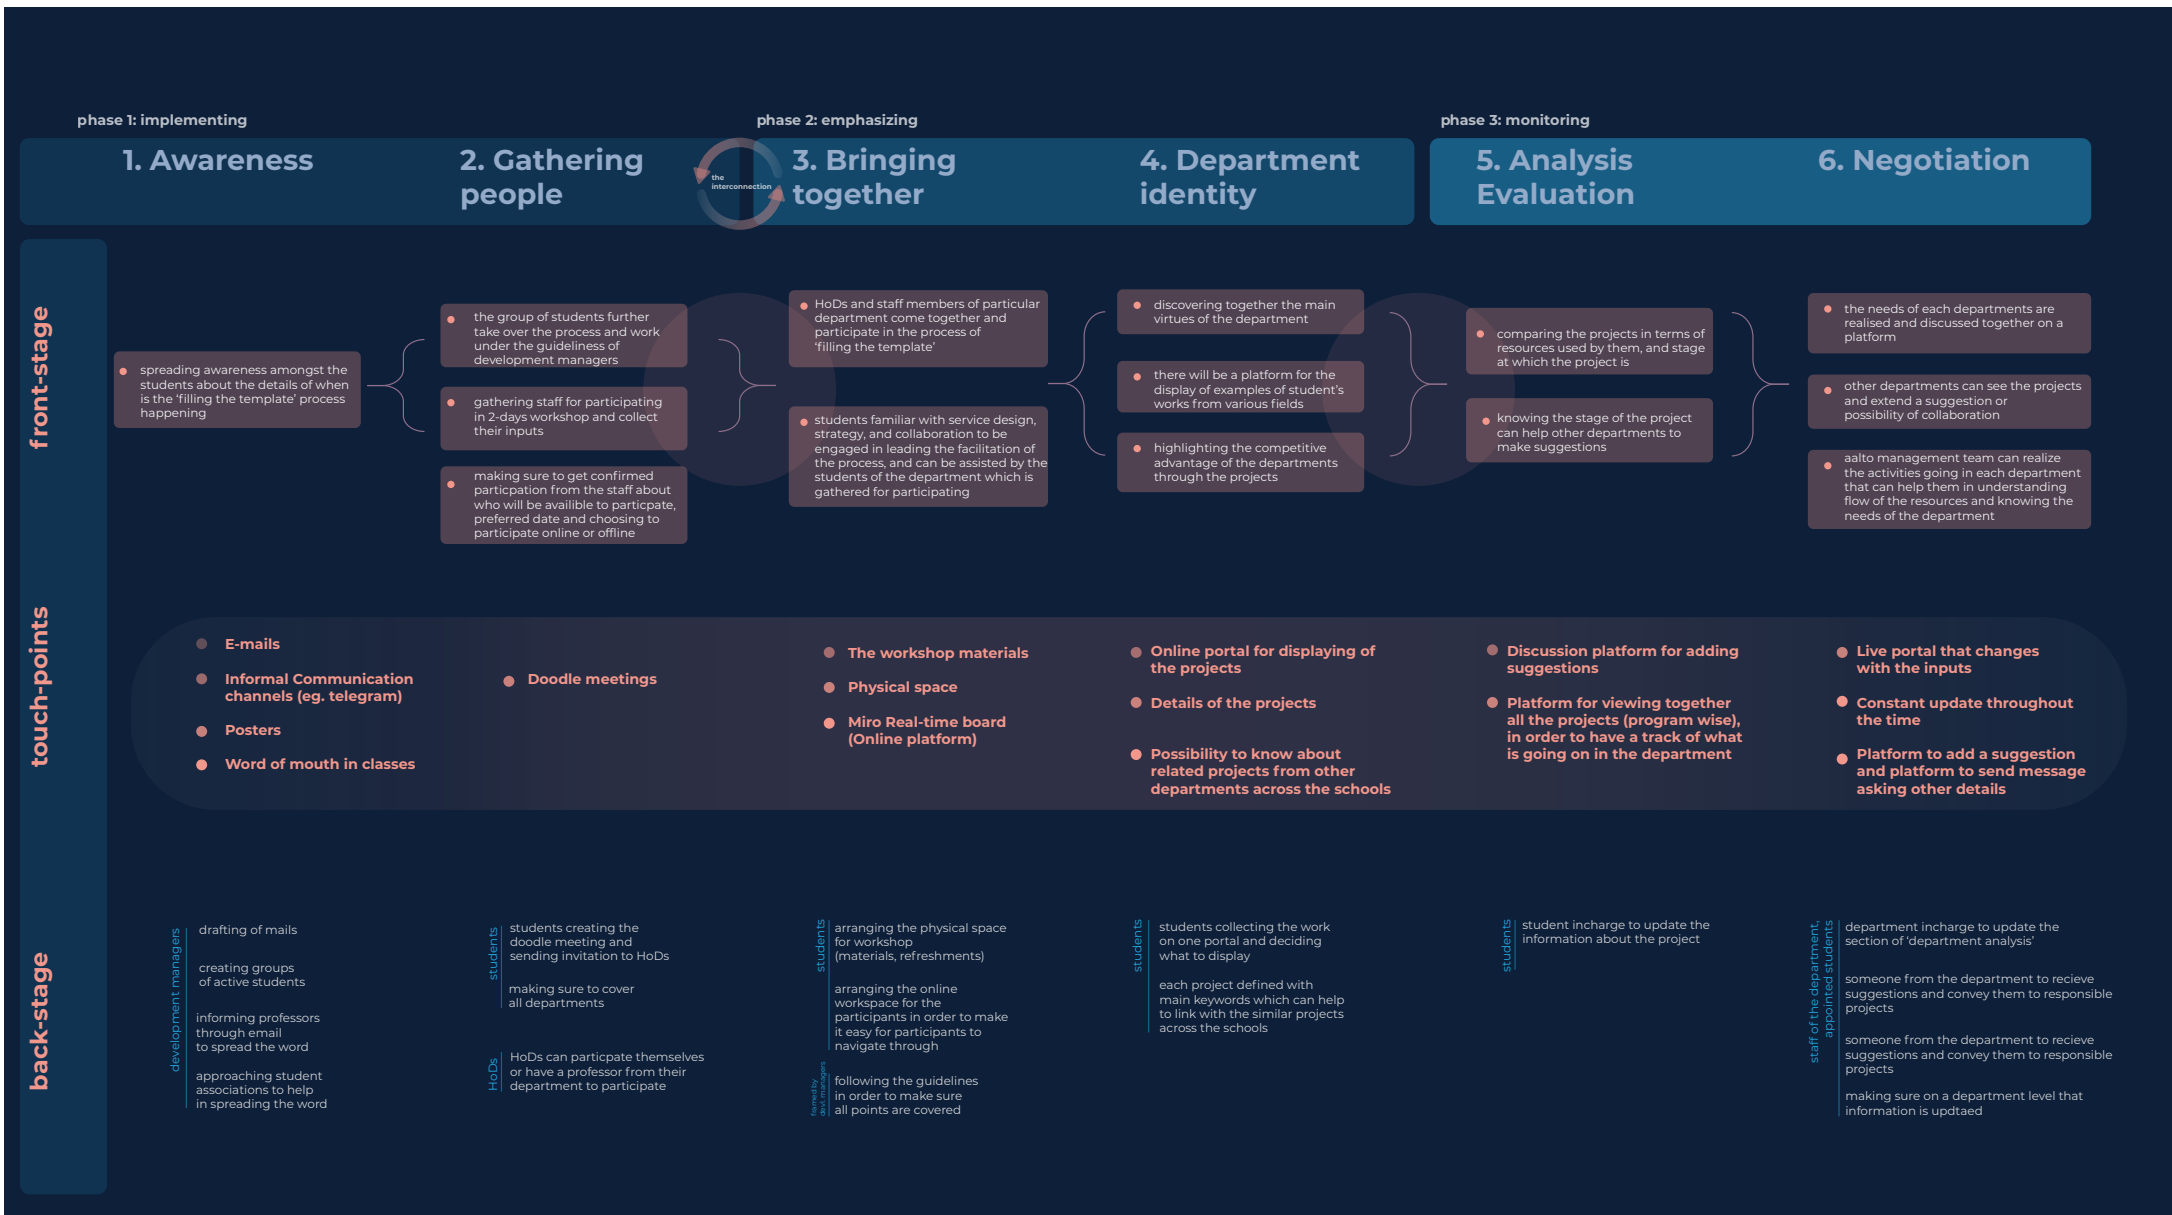 phase 1: implementing
phase 2: emphasizing
phase 3: monitoring
1. Awareness
2. Gathering
people
the
interconnection
3. Bringing
together
4. Department
identity
5. Analysis
Evaluation
6. Negotiation
front-stage
spreading awareness amongst the
students about the details of when
is the ‘filling the template’ process
happening
the group of students further
take over the process and work
under the guideliness of
development managers
gathering staff for participating
in 2-days workshop and collect
their inputs
making sure to get confirmed
particpation from the staff about
who will be availible to particpate,
preferred date and choosing to
participate online or offline
HoDs and staff members of particular
department come together and
participate in the process of
‘filling the template’
students familiar with service design,
strategy, and collaboration to be
engaged in leading the facilitation of
the process, and can be assisted by the
students of the department which is
gathered for participating
discovering together the main
virtues of the department
there will be a platform for the
display of examples of student’s
works from various fields
highlighting the competitive
advantage of the departments
through the projects
comparing the projects in terms of
resources used by them, and stage
at which the project is
knowing the stage of the project
can help other departments to
make suggestions
the needs of each departments are
realised and discussed together on a
platform
other departments can see the projects
and extend a suggestion or
possibility of collaboration
aalto management team can realize
the activities going in each department
that can help them in understanding
flow of the resources and knowing the
needs of the department
touch-points
E-mails
Informal Communication
channels (eg. telegram)
Posters
Word of mouth in classes
Doodle meetings
The workshop materials
Physical space
Miro Real-time board
(Online platform)
Online portal for displaying of
the projects
Details of the projects
Possibility to know about
related projects from other
departments across the schools
Discussion platform for adding
suggestions
Platform for viewing together
all the projects (program wise),
in order to have a track of what
is going on in the department
Live portal that changes
with the inputs
Constant update throughout
the time
Platform to add a suggestion
and platform to send message
asking other details
back-stage
development managers
drafting of mails
creating groups
of active students
informing professors
through email
to spread the word
approaching student
associations to help
in spreading the word
students
students creating the
doodle meeting and
sending invitation to HoDs
making sure to cover
all departments
HoDs
HoDs can particpate themselves
or have a professor from their
department to participate
students
arranging the physical space
for workshop
(materials, refreshments)
arranging the online
workspace for the
participants in order to make
it easy for participants to
navigate through
framed by
devt. managers
following the guidelines
in order to make sure
all points are covered
students
students collecting the work
on one portal and deciding
what to display
each project defined with
main keywords which can help
to link with the similar projects
across the schools
students
student incharge to update the
information about the project
staff of the department,
appointed students
department incharge to update the
section of ‘department analysis’
someone from the department to recieve
suggestions and convey them to responsible
projects
someone from the department to recieve
suggestions and convey them to responsible
projects
making sure on a department level that
information is updtaed